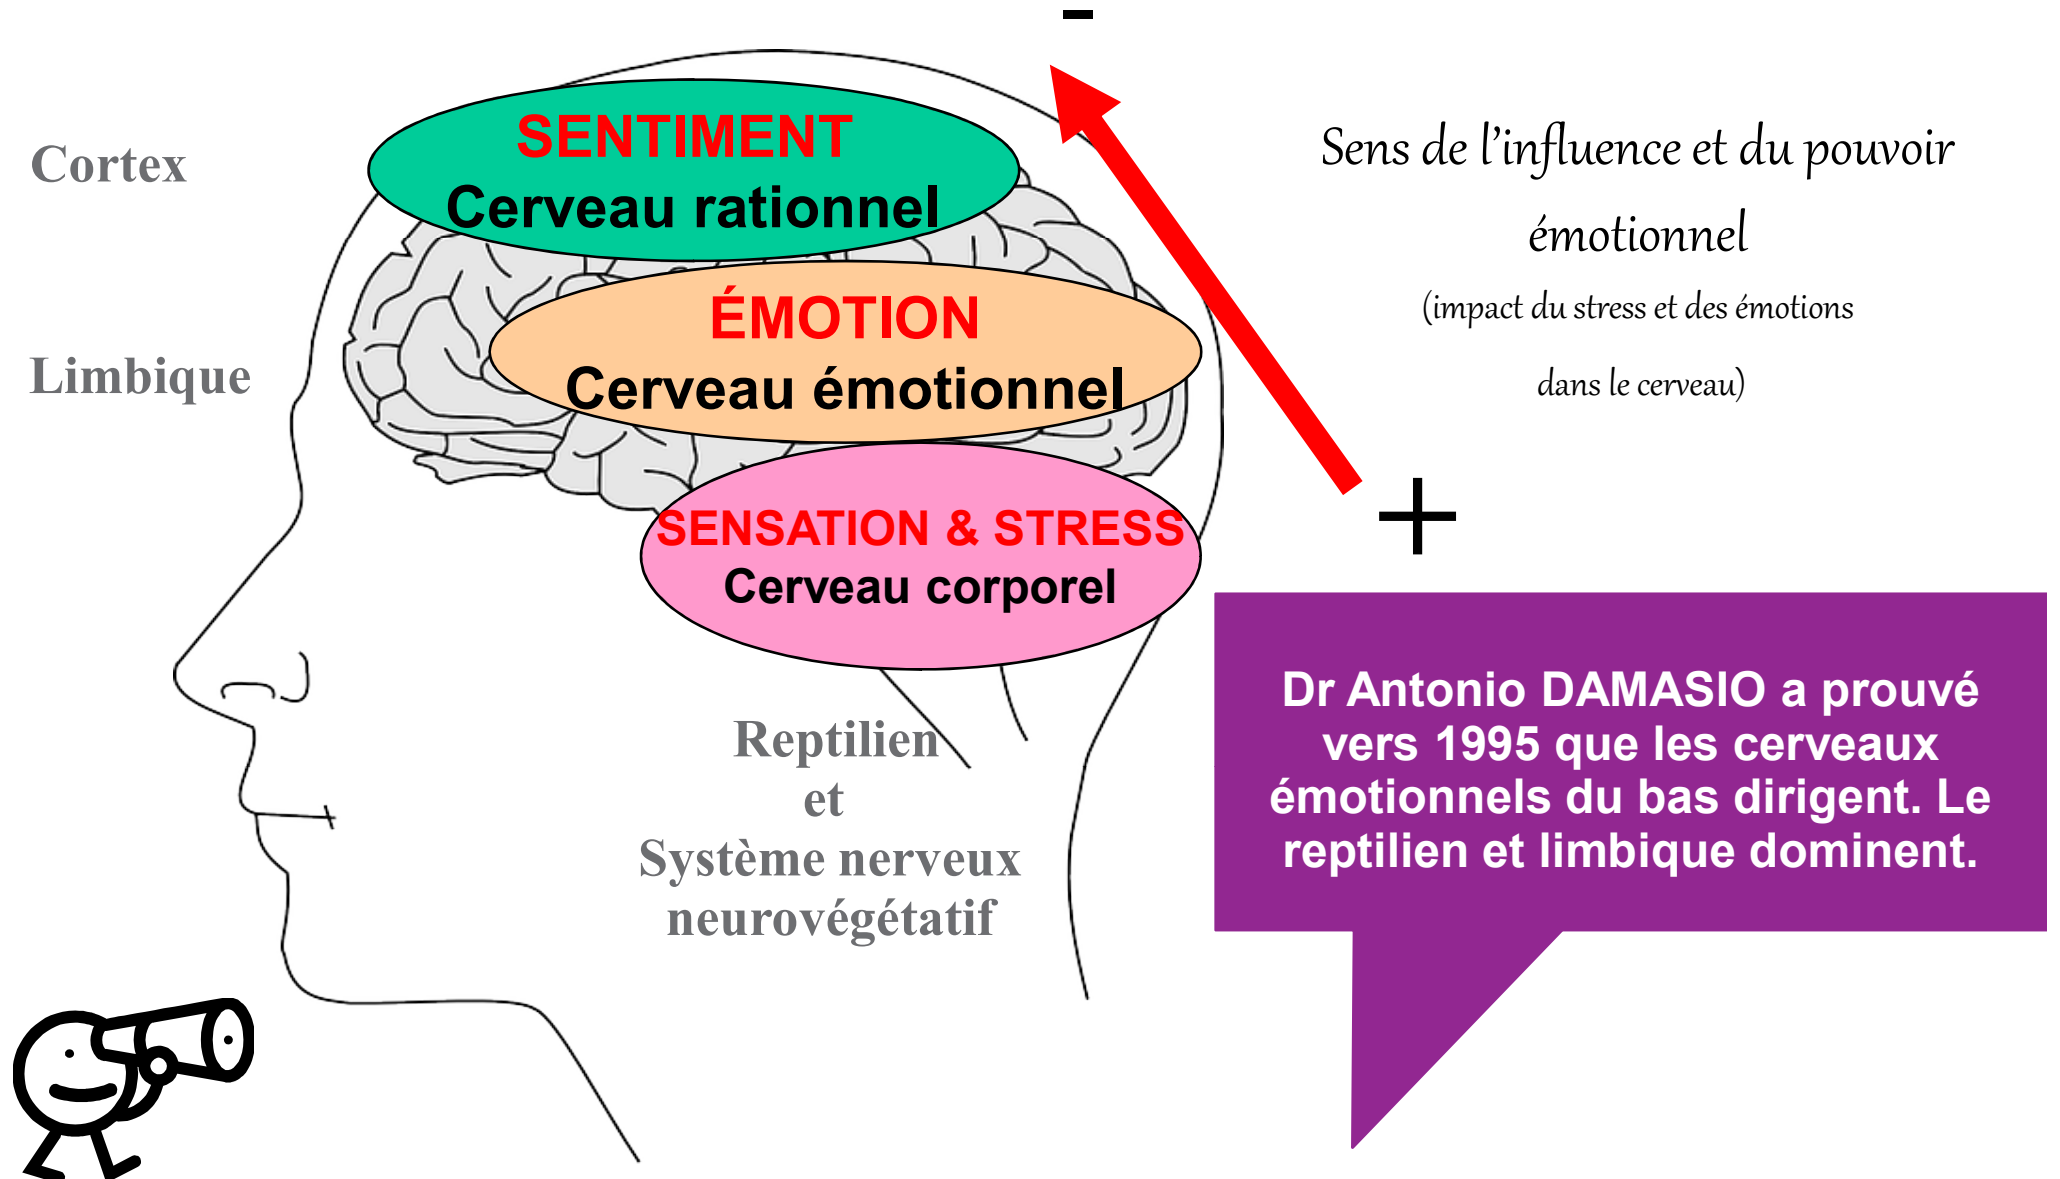 -
Cortex
SENTIMENT
Cerveau rationnel
Limbique
ÉMOTION
Cerveau émotionnel
SENSATION & STRESS
Cerveau corporel
Reptilien
et
Système nerveux
neurovégétatif
Sens de l’influence et du pouvoir
émotionnel
(impact du stress et des émotions
dans le cerveau)
+
Dr Antonio DAMASIO a prouvé
vers 1995 que les cerveaux
émotionnels du bas dirigent. Le
reptilien et limbique dominent.